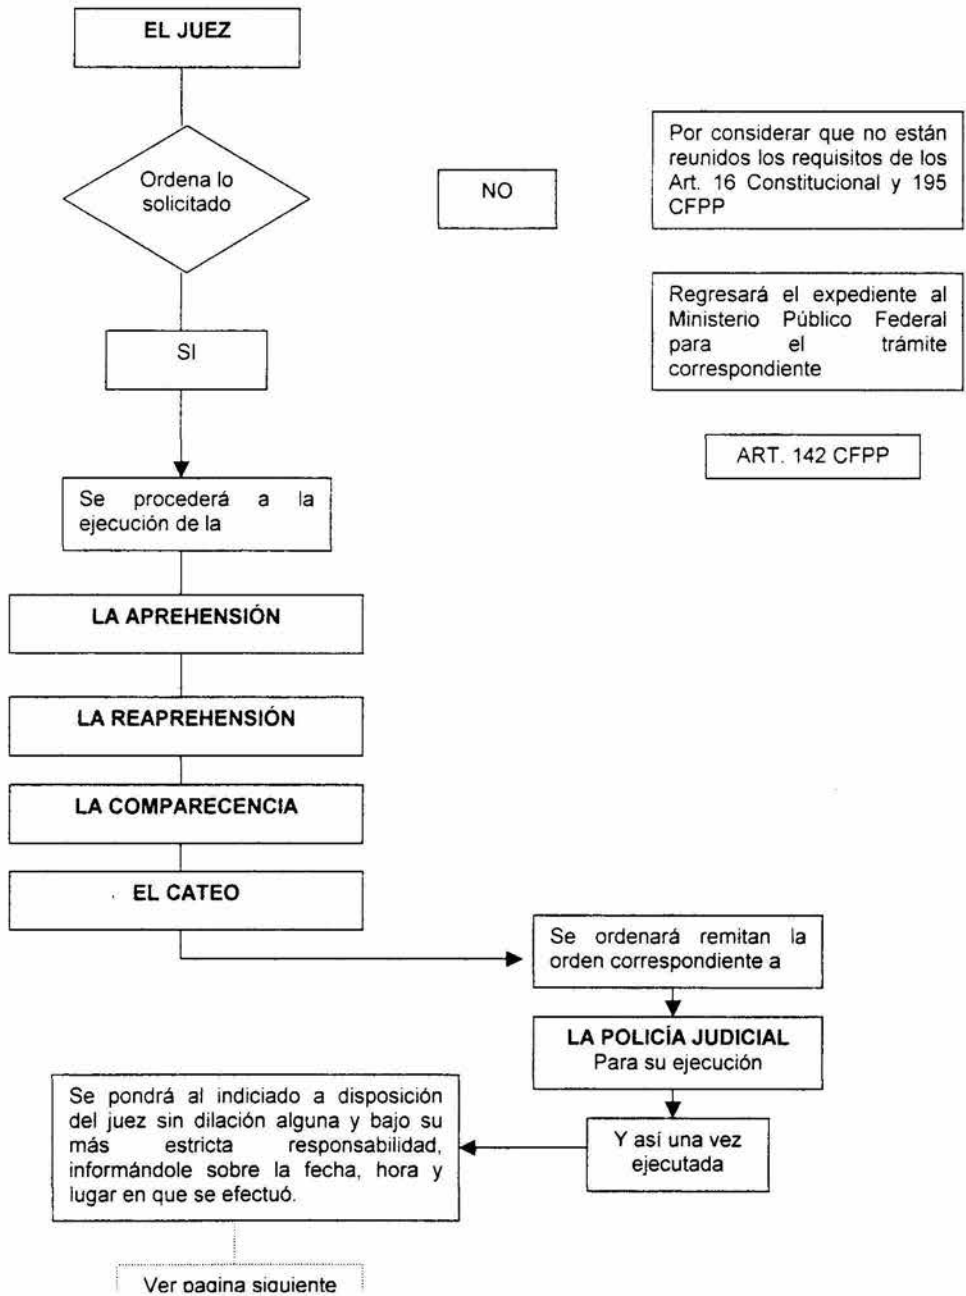 EL JUEZ
Ordena lo
solicitado
NO
Por considerar que no están
reunidos los requisitos de los
Art. 16 Constitucional y 195
CFPP
Regresará el expediente al
Ministerio Público Federal
para el trámite
correspondiente
SI
ART. 142 CFPP
Se procederá a la
ejecución de la
LA APREHENSIÓN
LA REAPREHENSIÓN
LA COMPARECENCIA
EL CATEO
Se ordenará remitan la
orden correspondiente a
LA POLICÍA JUDICIAL
Para su ejecución
Se pondrá al indiciado a disposición
del juez sin dilación alguna y bajo su
más estricta responsabilidad,
informándole sobre la fecha, hora y
lugar en que se efectuó.
Y así una vez
ejecutada
Ver pagina siguiente